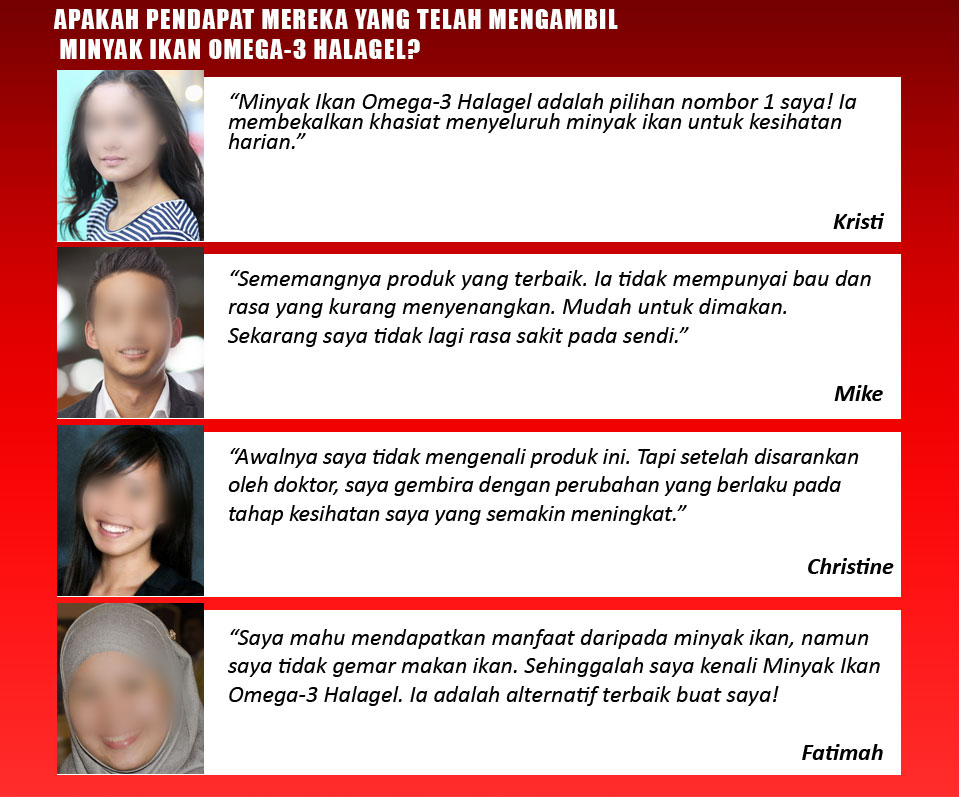 APAKAH PENDAPAT MEREKA YANG TELAH MENGAMBIL
MINYAK IKAN OMEGA-3 HALAGEL?
“Minyak Ikan Omega-3 Halagel adalah pilihan nombor 1 saya! Ia
membekalkan khasiat menyeluruh minyak ikan untuk kesihatan
harian.”
Kristi
“Sememangnya produk yang terbaik. Ia tidak mempunyai bau dan
rasa yang kurang menyenangkan. Mudah untuk dimakan.
Sekarang saya tidak lagi rasa sakit pada sendi.”
Mike
“Awalnya saya tidak mengenali produk ini. Tapi setelah disarankan
oleh doktor, saya gembira dengan perubahan yang berlaku pada
tahap kesihatan saya yang semakin meningkat.”
Christine
“Saya mahu mendapatkan manfaat daripada minyak ikan, namun
saya tidak gemar makan ikan. Sehinggalah saya kenali Minyak Ikan
Omega-3 Halagel. Ia adalah alternatif terbaik buat saya!
Fatimah